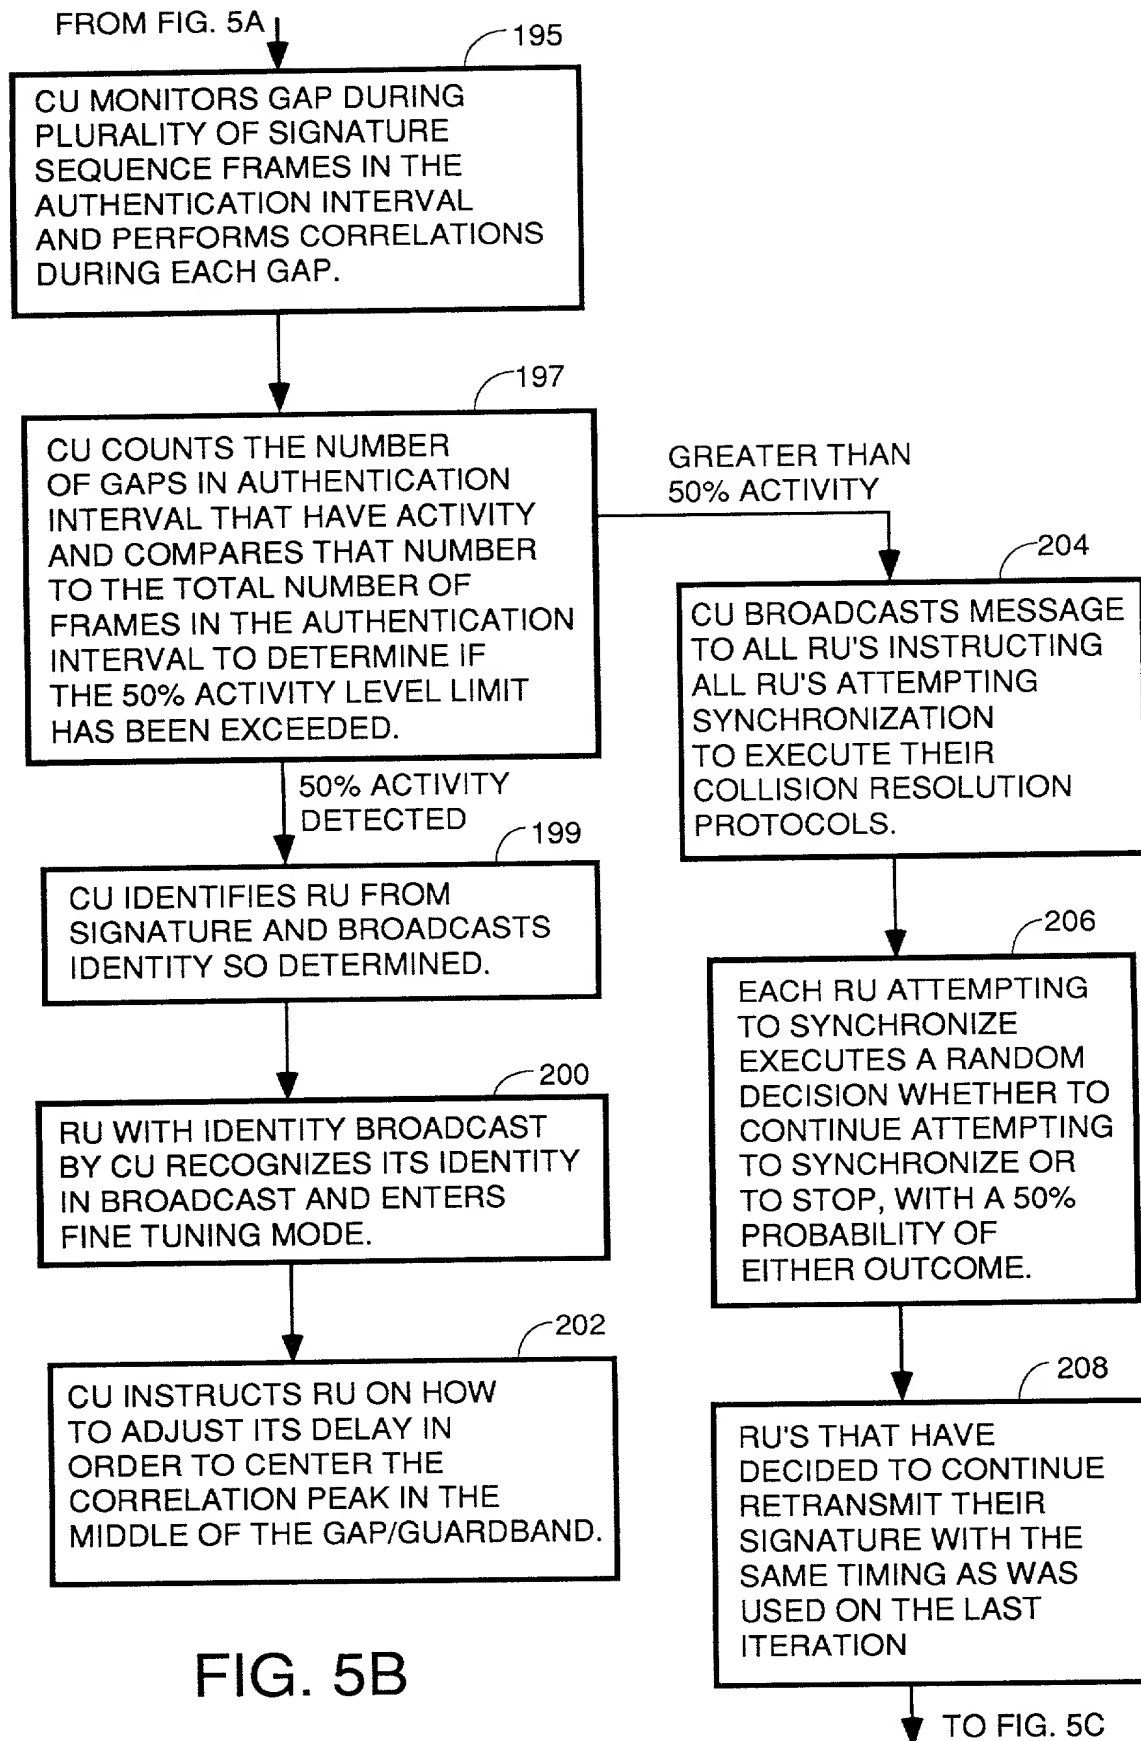 FROM FIG. 5A
195
CU MONITORS GAP DURING
PLURALITY OF SIGNATURE
SEQUENCE FRAMES IN THE
AUTHENTICATION INTERVAL
AND PERFORMS CORRELATIONS
DURING EACH GAP.
197
CU COUNTS THE NUMBER
OF GAPS IN AUTHENTICATION
INTERVAL THAT HAVE ACTIVITY
AND COMPARES THAT NUMBER
TO THE TOTAL NUMBER OF
FRAMES IN THE AUTHENTICATION
INTERVAL TO DETERMINE IF
THE 50% ACTIVITY LEVEL LIMIT
HAS BEEN EXCEEDED.
50% ACTIVITY
DETECTED
199
CU IDENTIFIES RU FROM
SIGNATURE AND BROADCASTS
IDENTITY SO DETERMINED.
200
RU WITH IDENTITY BROADCAST
BY CU RECOGNIZES ITS IDENTITY
IN BROADCAST AND ENTERS
FINE TUNING MODE.
202
CU INSTRUCTS RU ON HOW
TO ADJUST ITS DELAY IN
ORDER TO CENTER THE
CORRELATION PEAK IN THE
MIDDLE OF THE GAP/GUARDBAND.
GREATER THAN
50% ACTIVITY
204
CU BROADCASTS MESSAGE
TO ALL RU'S INSTRUCTING
ALL RU'S ATTEMPTING
SYNCHRONIZATION
TO EXECUTE THEIR
COLLISION RESOLUTION
PROTOCOLS.
206
EACH RU ATTEMPTING
TO SYNCHRONIZE
EXECUTES A RANDOM
DECISION WHETHER TO
CONTINUE ATTEMPTING
TO SYNCHRONIZE OR
TO STOP, WITH A 50%
PROBABILITY OF
EITHER OUTCOME.
208
RU'S THAT HAVE
DECIDED TO CONTINUE
RETRANSMIT THEIR
SIGNATURE WITH THE
SAME TIMING AS WAS
USED ON THE LAST
ITERATION
TO FIG. 5C
FIG. 5B